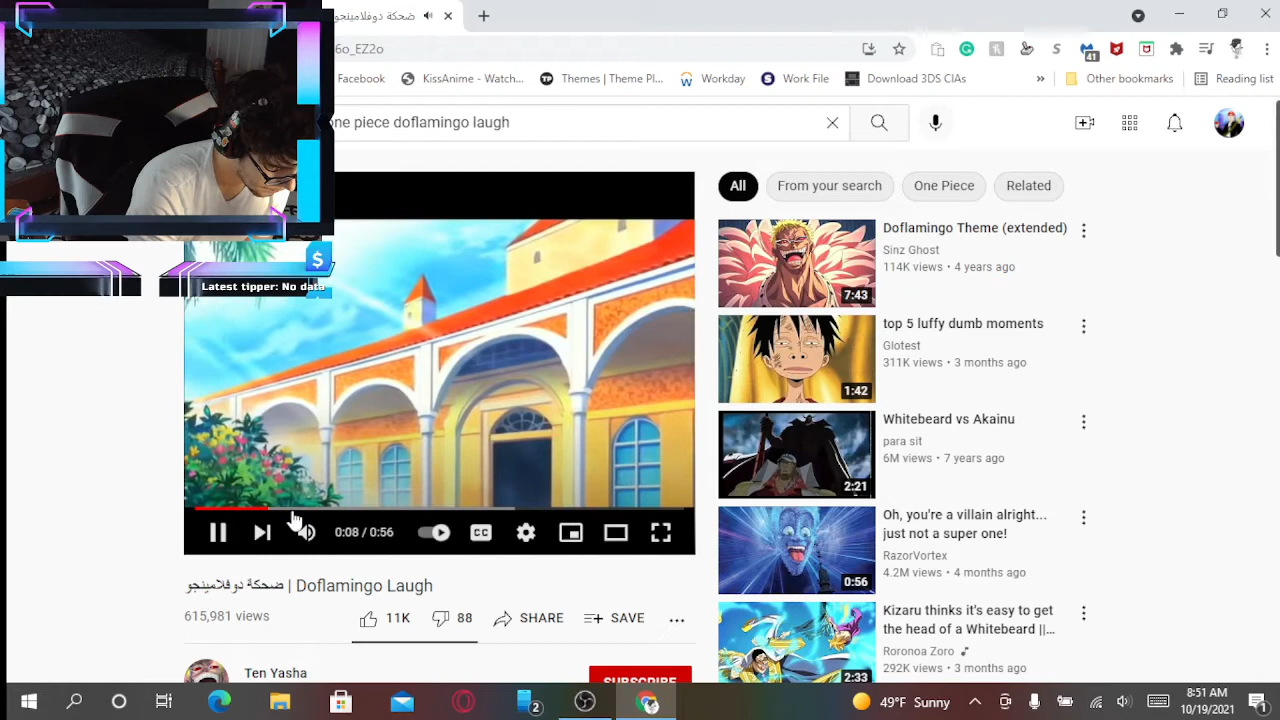 ضحكة دوفلامينجو
6o_EZ2o
41
Facebook
KissAnime - Watch...
Themes | Theme Pl...
Workday
Work File
Download 3DS CIAs
»
Other bookmarks
Reading list
ne piece doflamingo laugh
All
From your search
One Piece
Related
$
Latest tipper: No data
Doflamingo Theme (extended)
Sinz Ghost
114K views • 4 years ago
7:43
top 5 luffy dumb moments
Glotest
311K views • 3 months ago
1:42
Whitebeard vs Akainu
para sit
6M views • 7 years ago
2:21
Oh, you're a villain alright...
just not a super one!
RazorVortex
4.2M views • 4 months ago
0:56
Kizaru thinks it's easy to get
the head of a Whitebeard ||...
Roronoa Zoro
292K views • 3 months ago
2:33
0:08 / 0:56
CC
ضحكة دوفلامينجو | Doflamingo Laugh
615,981 views
11K
88
SHARE
SAVE
Ten Yasha
SUBSCRIBE
2
49°F Sunny
8:51 AM
10/19/2021
1